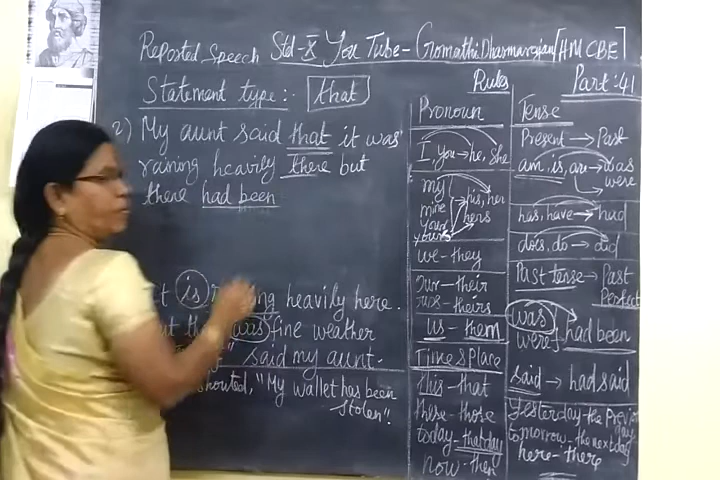 Reported Speech Std-X You Tube - Gomathi Dharmarajan [HM CBE]
Statement type:- that
2) My aunt said that it was
raining heavily there but
there had been
is raining heavily here.
was fine weather
" said my aunt.
shouted, "My wallet has been
stolen".
Rules
Part: 41
Pronoun
I, you → he, she
my
mine
your
yours
his, her
hers
we - they
our - their
ours - theirs
us - them
Time & Place
this - that
these - those
today - that day
now - then
Tense
Present → Past
am, is, are → was
were
has, have → had
does, do → did
Past tense → Past
Perfect
was
were
had been
said → had said
Yesterday - the Previous
day
tomorrow - the next day
here - there